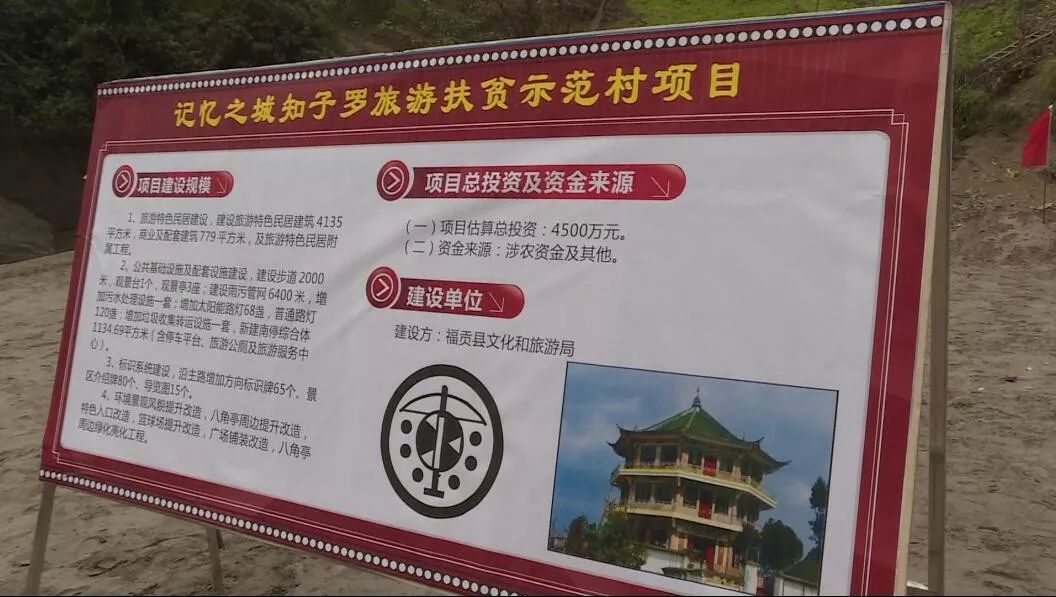 记忆之城知子罗旅游扶贫示范村项目
项目建设规模
1、旅游特色民居建设，建设旅游特色民居建筑 4135
平方米，商业及配套建筑 779 平方米，及旅游特色民居附
属工程。
2、公共基础设施及配套设施建设，建设步道 2000
米，观景台1个，观景亭3座；建设雨污管网 6400 米，增
加污水处理设施一套；增加太阳能路灯68盏，普通路灯
120盏；增加垃圾收集转运设施一套，新建南停综合体
1134.69平方米（含停车平台、旅游公厕及旅游服务中
心）。
3、标识系统建设，沿主路增加方向标识牌65个、景
区介绍牌80个、导览图15个。
4、环境景观风貌提升改造，八角亭周边提升改造，
特色入口改造，篮球场提升改造，广场铺装改造，八角亭
周边绿化亮化工程。
项目总投资及资金来源
（一）项目估算总投资：4500万元。
（二）资金来源：涉农资金及其他。
建设单位
建设方：福贡县文化和旅游局